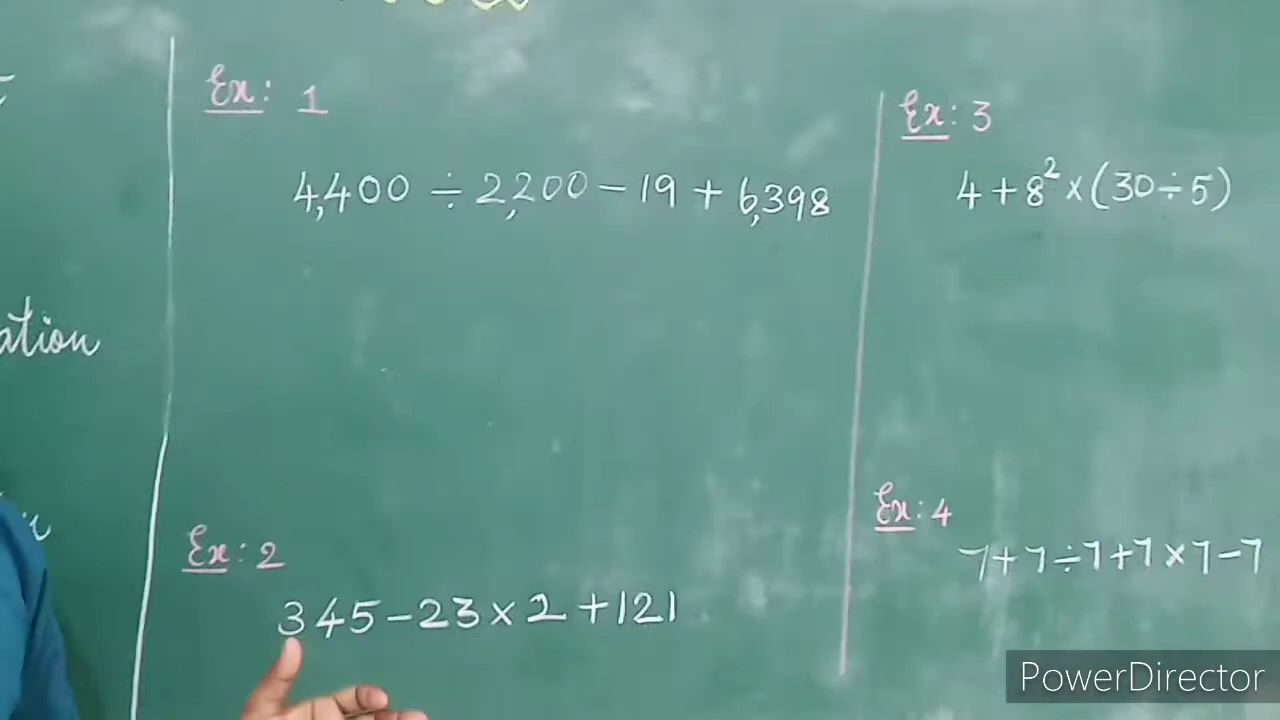 ation
Ex: 1
4,400 ÷ 2,200 − 19 + 6,398
Ex: 2
345 − 23 × 2 + 121
Ex: 3
4 + 8² × (30 ÷ 5)
Ex: 4
7 + 7 ÷ 7 + 7 × 7 − 7
PowerDirector